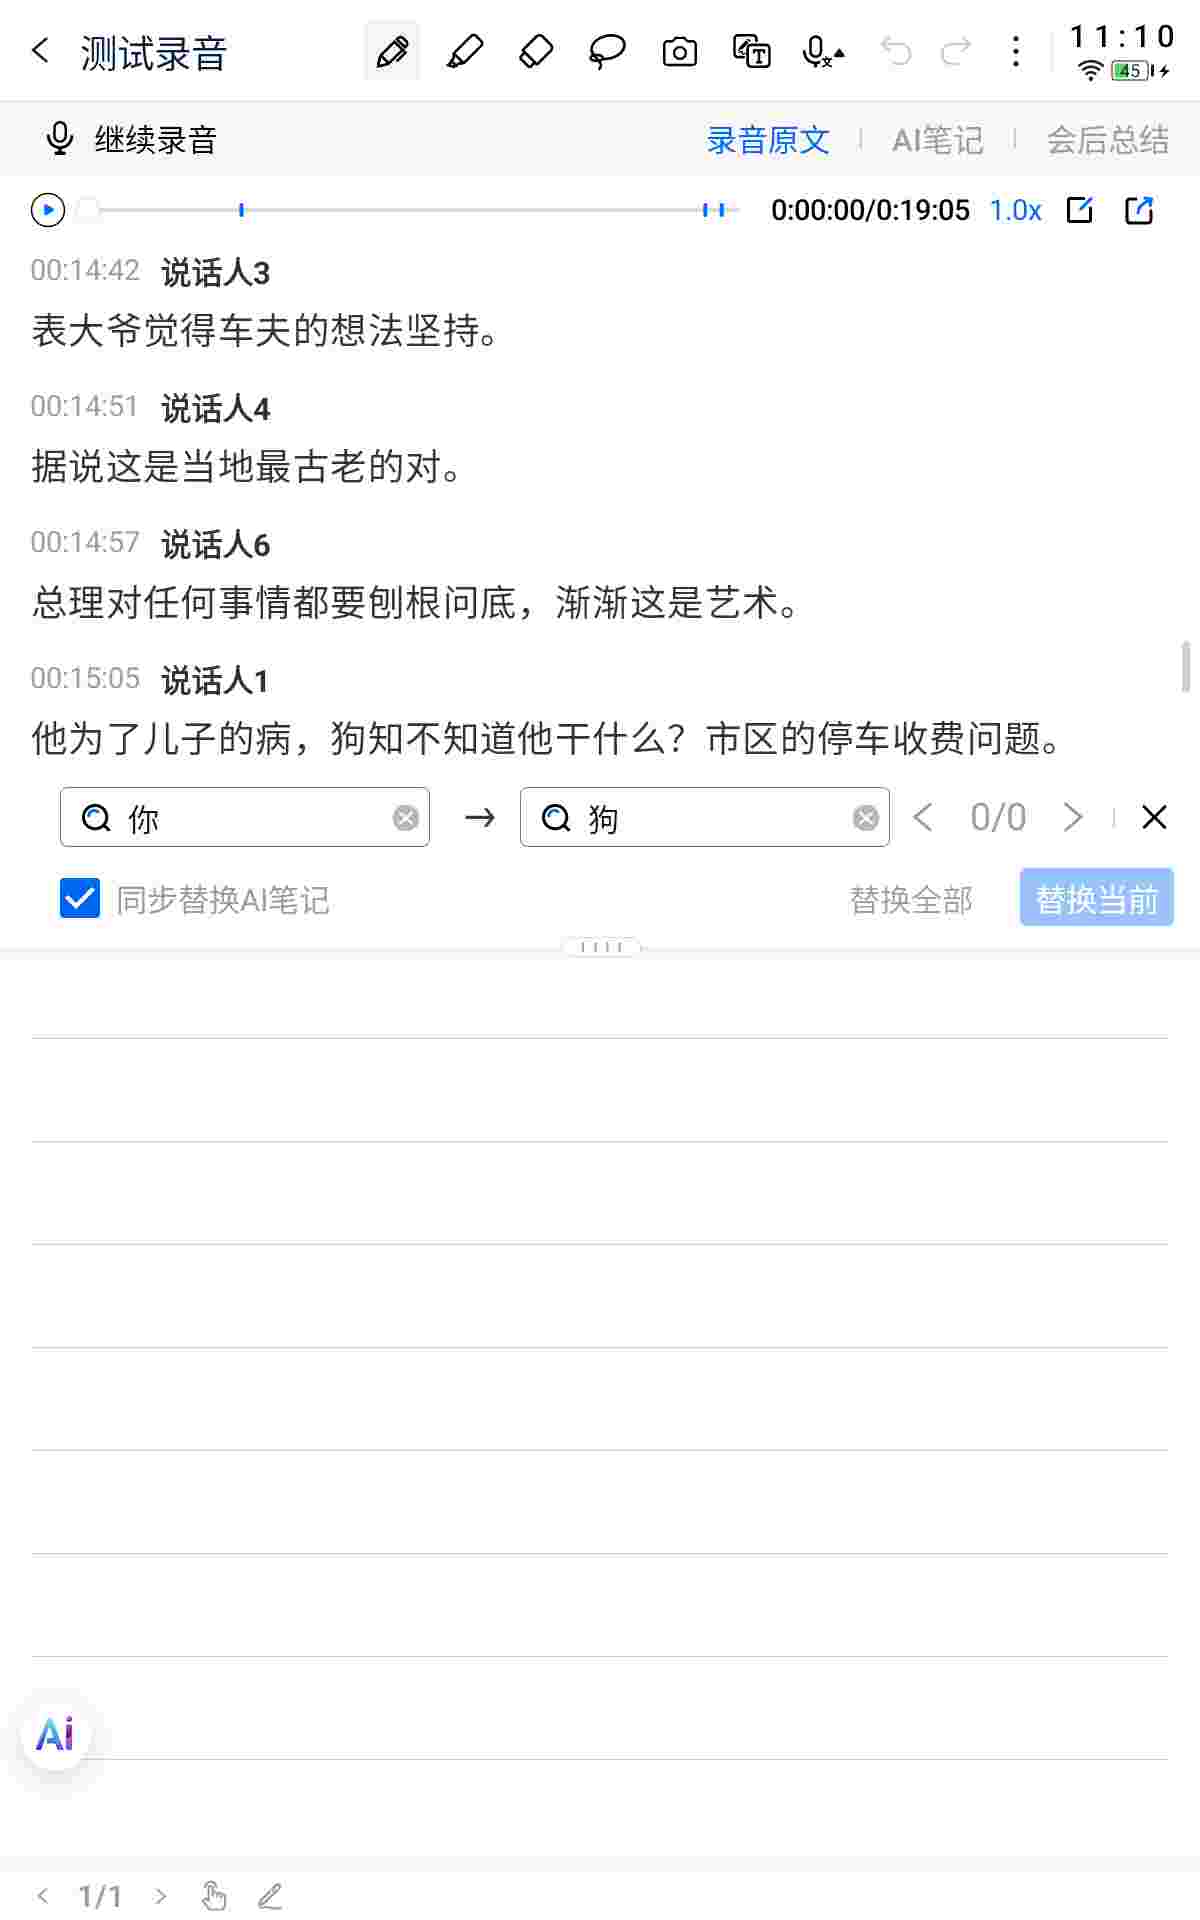 测试录音
11:10
45
继续录音
录音原文 AI笔记 会后总结
0:00:00/0:19:05 1.0x
00:14:42 说话人3
表大爷觉得车夫的想法坚持。
00:14:51 说话人4
据说这是当地最古老的对。
00:14:57 说话人6
总理对任何事情都要刨根问底，渐渐这是艺术。
00:15:05 说话人1
他为了儿子的病，狗知不知道他干什么？市区的停车收费问题。
你 → 狗 0/0
同步替换AI笔记 替换全部 替换当前
Ai
1/1